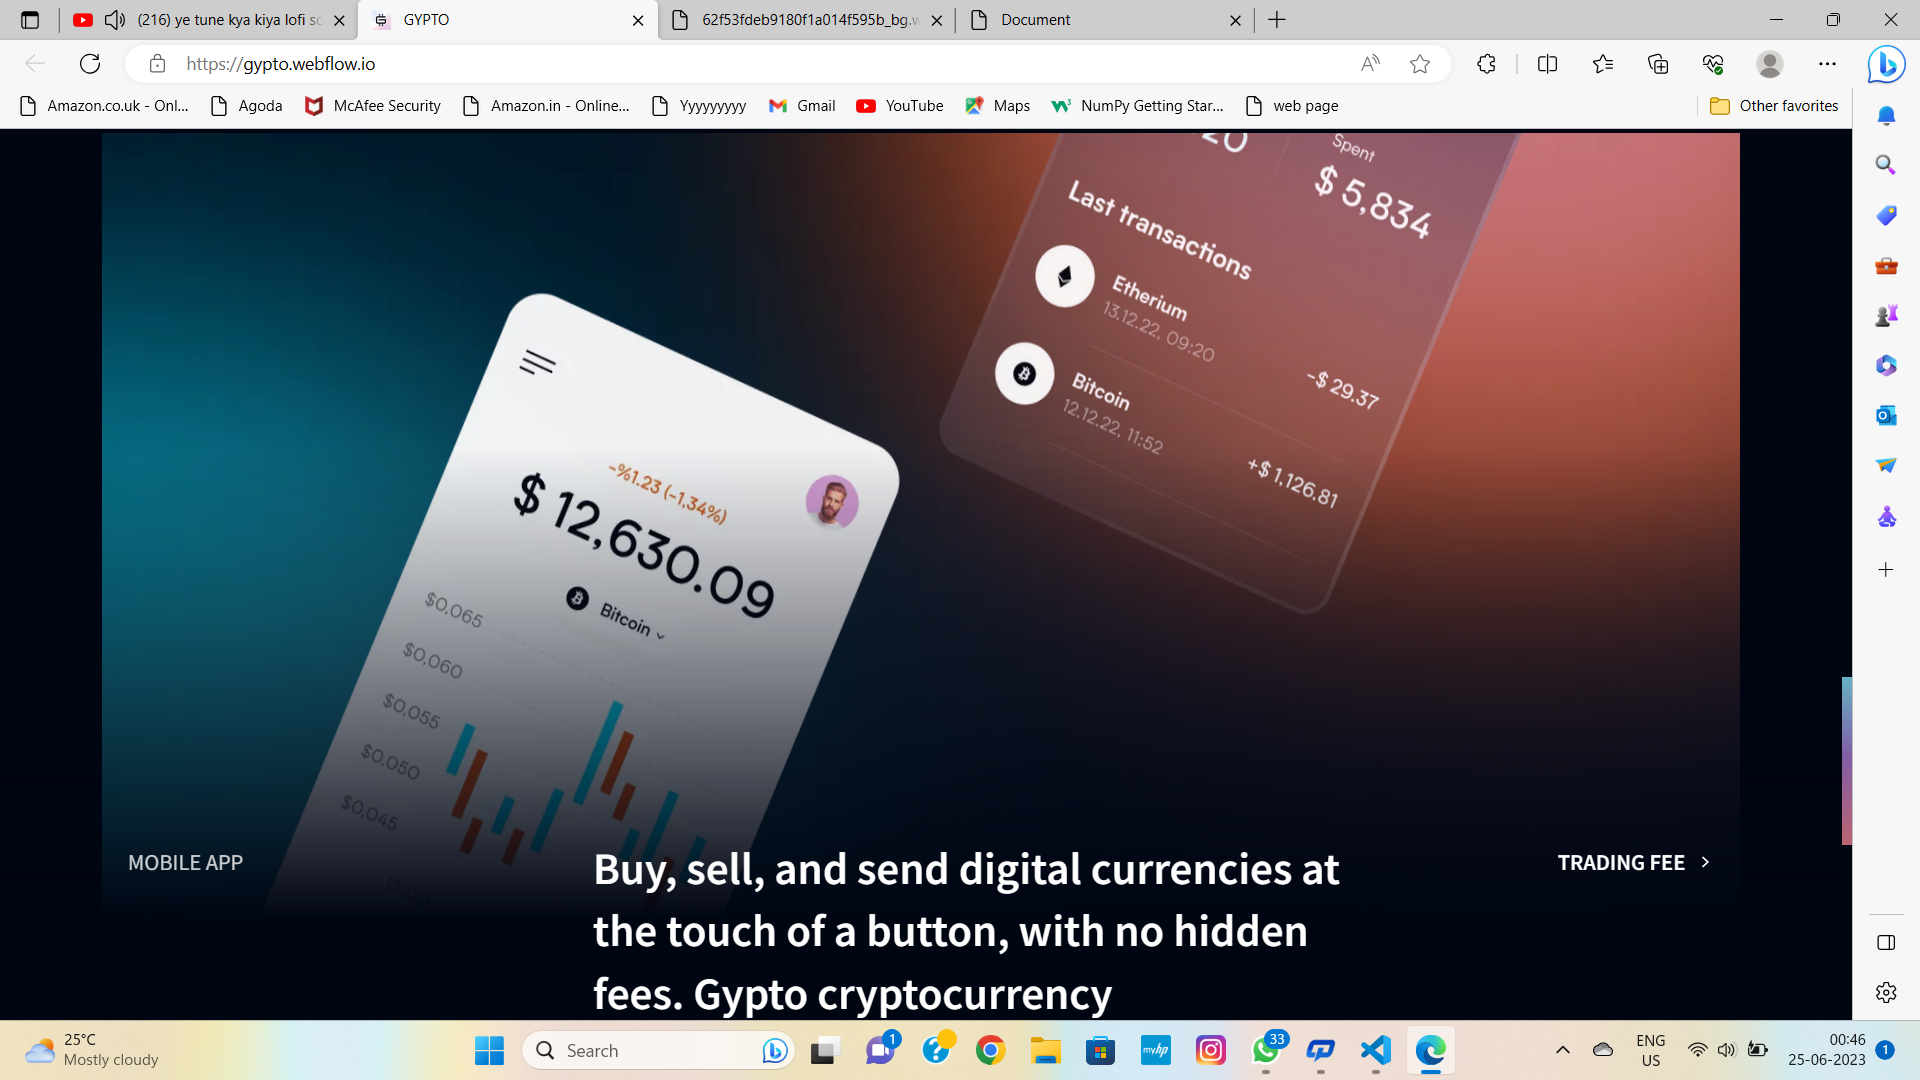 (216) ye tune kya kiya lofi so
GYPTO
62f53fdeb9180f1a014f595b_bg.w
Document
https://gypto.webflow.io
Amazon.co.uk - Onl...
Agoda
McAfee Security
Amazon.in - Online...
Yyyyyyyyy
Gmail
YouTube
Maps
NumPy Getting Star...
web page
Other favorites
20
Spent
$ 5,834
Last transactions
Etherium
13.12.22, 09:20
-$ 29.37
Bitcoin
12.12.22, 11:52
+$ 1,126.81
-%1.23 (-1,34%)
$ 12,630.09
Bitcoin
$0,065
$0,060
$0,055
$0,050
$0,045
13:00
MOBILE APP
Buy, sell, and send digital currencies at
the touch of a button, with no hidden
fees. Gypto cryptocurrency
TRADING FEE
25°C
Mostly cloudy
Search
1
myhp
33
ENG
US
00:46
25-06-2023
1